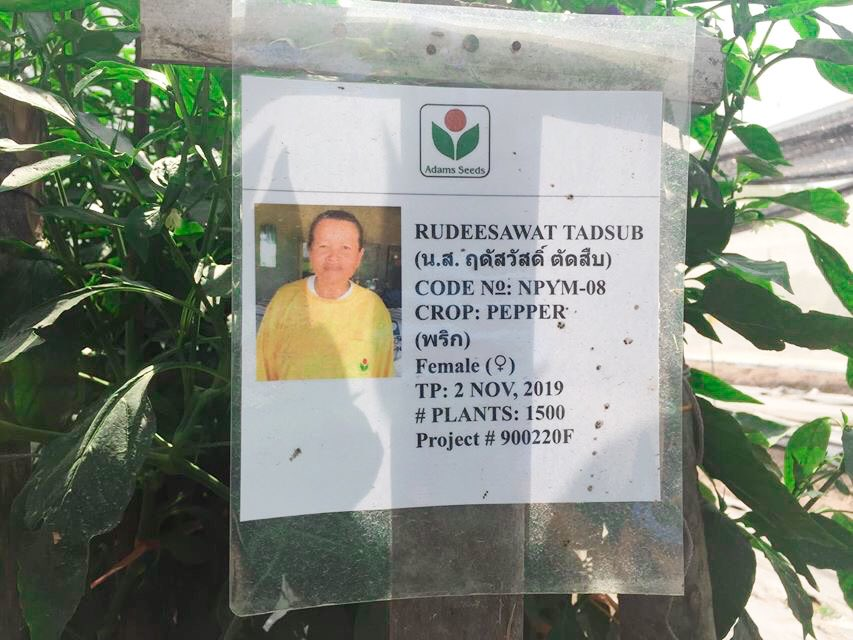 Adams Seeds
RUDEESAWAT TADSUB
(น.ส. ฤดัสวัสดิ์ ตัดสืบ)
CODE No: NPYM-08
CROP: PEPPER
(พริก)
Female (♀)
TP: 2 NOV, 2019
# PLANTS: 1500
Project # 900220F